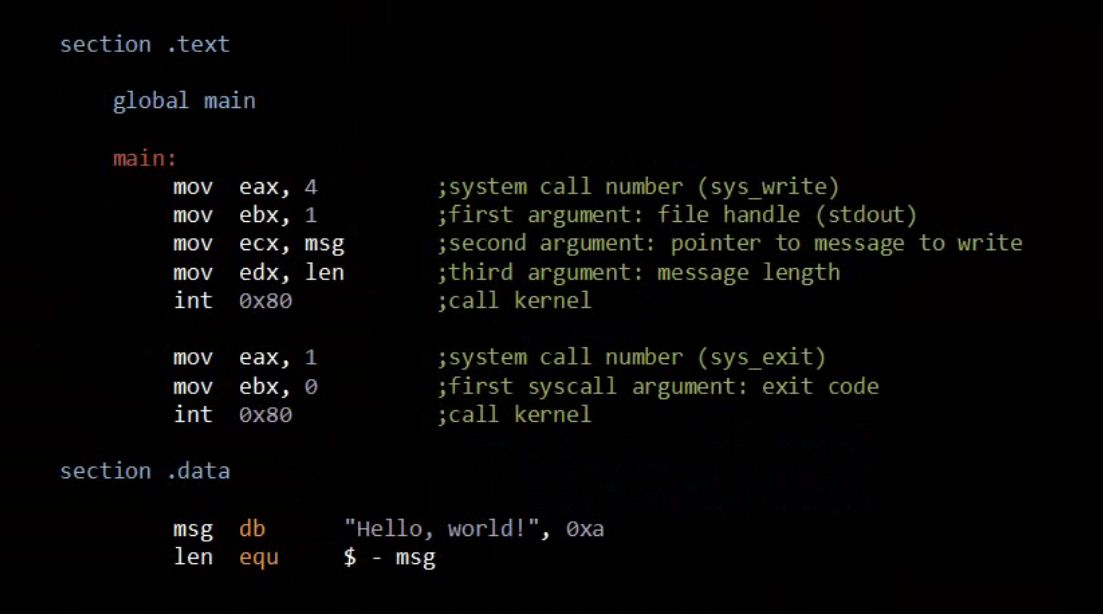 section .text
global main
main:
mov eax, 4 ;system call number (sys_write)
mov ebx, 1 ;first argument: file handle (stdout)
mov ecx, msg ;second argument: pointer to message to write
mov edx, len ;third argument: message length
int 0x80 ;call kernel
mov eax, 1 ;system call number (sys_exit)
mov ebx, 0 ;first syscall argument: exit code
int 0x80 ;call kernel
section .data
msg db "Hello, world!", 0xa
len equ $ - msg